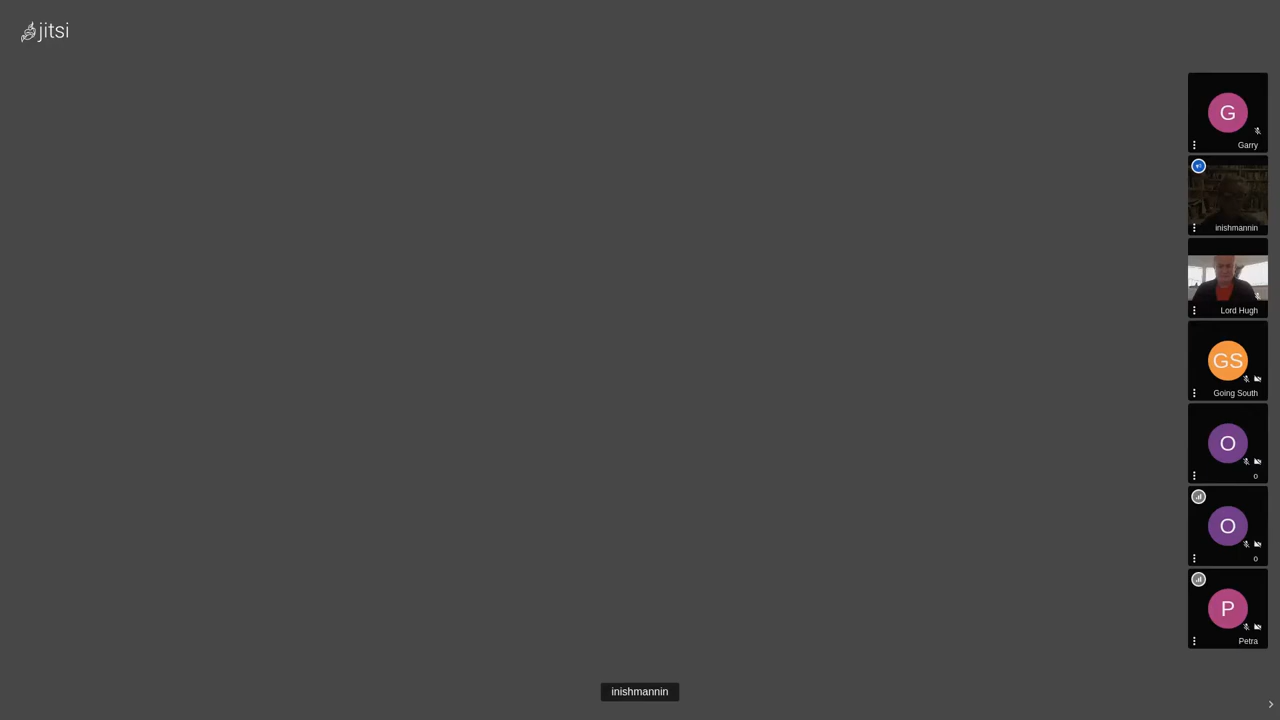 jitsi
G
Garry
inishmannin
Lord Hugh
GS
Going South
O
o
O
o
P
Petra
inishmannin